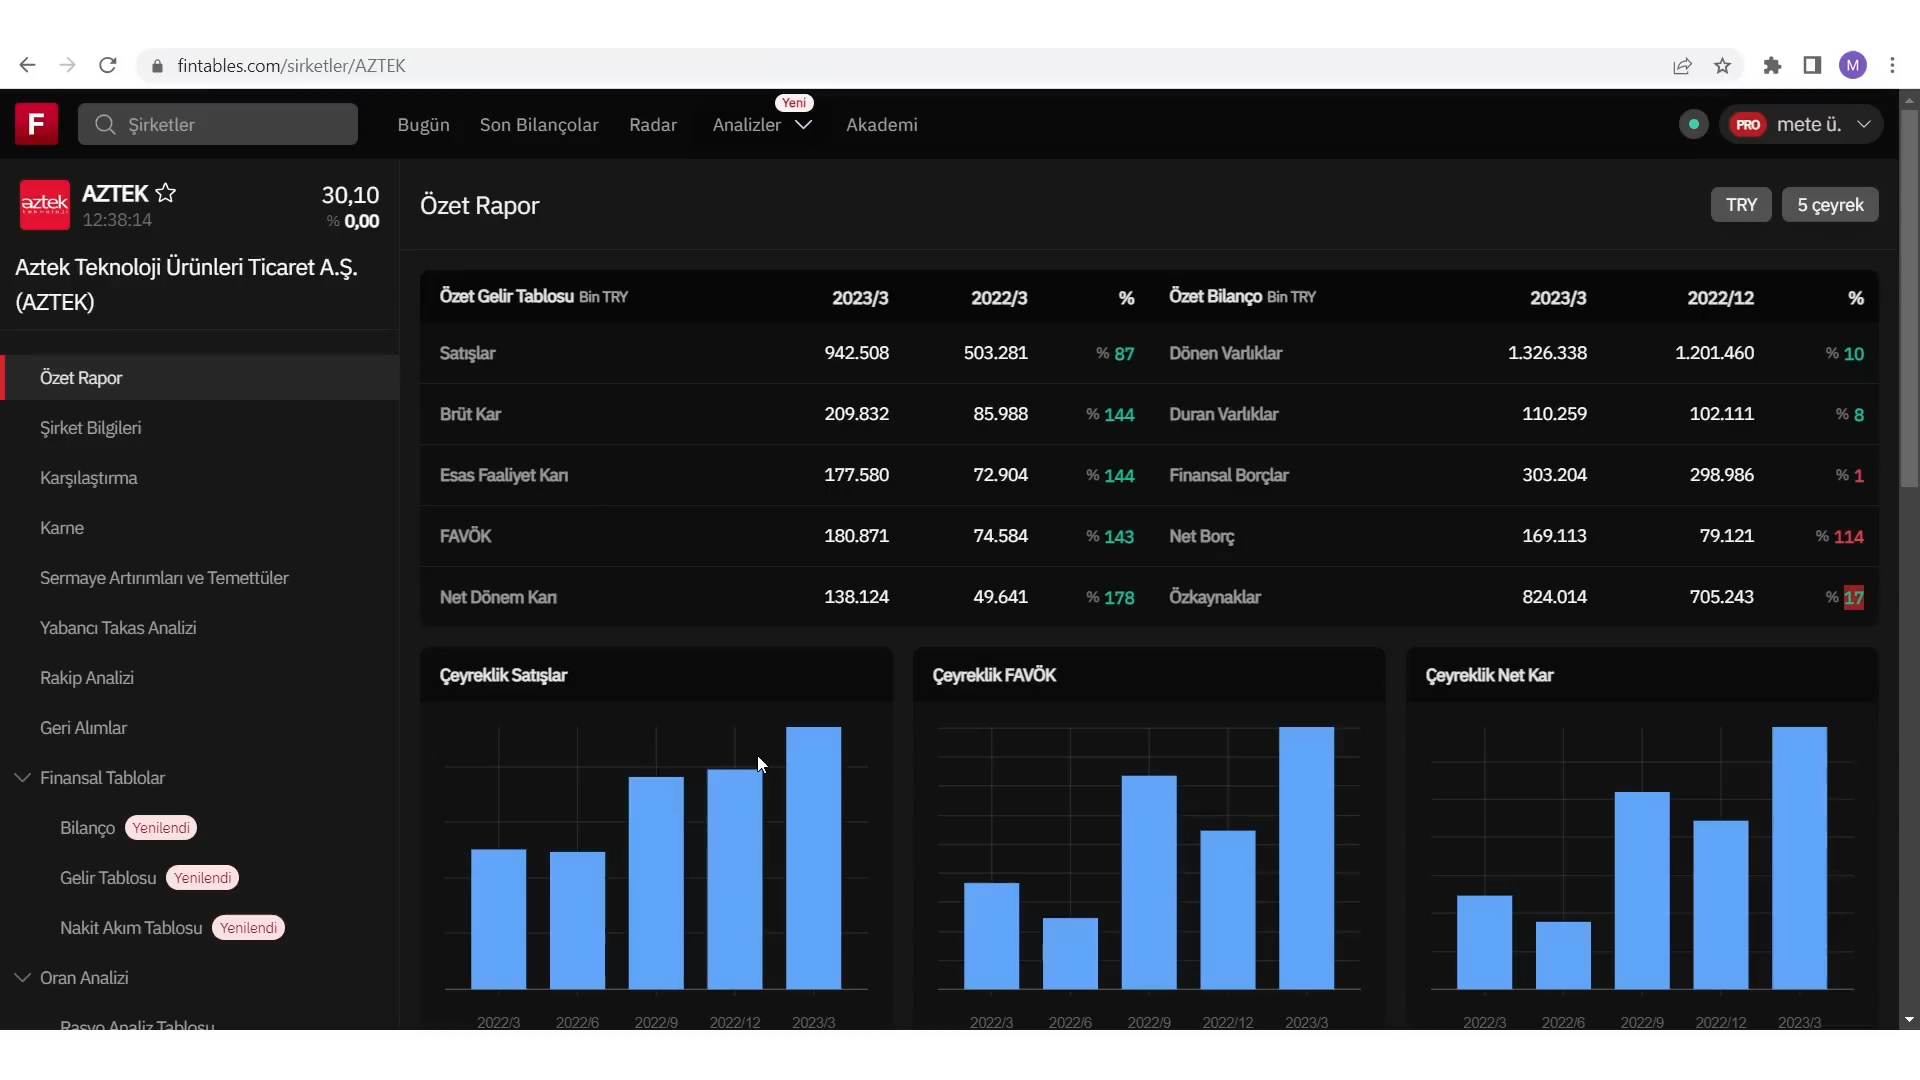 fintables.com/sirketler/AZTEK
M
F
Şirketler
Bugün
Son Bilançolar
Radar
Analizler
Yeni
Akademi
PRO mete ü.
aztek
AZTEK
12:38:14
30,10
% 0,00
Aztek Teknoloji Ürünleri Ticaret A.Ş.
(AZTEK)
Özet Rapor
Şirket Bilgileri
Karşılaştırma
Karne
Sermaye Artırımları ve Temettüler
Yabancı Takas Analizi
Rakip Analizi
Geri Alımlar
Finansal Tablolar
Bilanço Yenilendi
Gelir Tablosu Yenilendi
Nakit Akım Tablosu Yenilendi
Oran Analizi
Rasyo Analiz Tablosu
Özet Rapor
TRY
5 çeyrek
Özet Gelir Tablosu Bin TRY 2023/3 2022/3 %
Satışlar 942.508 503.281 % 87
Brüt Kar 209.832 85.988 % 144
Esas Faaliyet Karı 177.580 72.904 % 144
FAVÖK 180.871 74.584 % 143
Net Dönem Karı 138.124 49.641 % 178
Özet Bilanço Bin TRY 2023/3 2022/12 %
Dönen Varlıklar 1.326.338 1.201.460 % 10
Duran Varlıklar 110.259 102.111 % 8
Finansal Borçlar 303.204 298.986 % 1
Net Borç 169.113 79.121 % 114
Özkaynaklar 824.014 705.243 % 17
Çeyreklik Satışlar
2022/3 2022/6 2022/9 2022/12 2023/3
Çeyreklik FAVÖK
2022/3 2022/6 2022/9 2022/12 2023/3
Çeyreklik Net Kar
2022/3 2022/6 2022/9 2022/12 2023/3